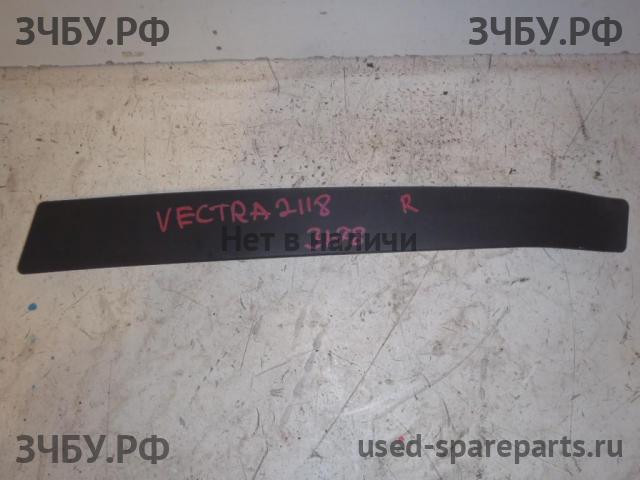 ЗЧБУ.РФ ЗЧБУ.РФ
VECTRA 2118 R
Нет в наличи
ЗЧБУ.РФ used-spareparts.ru